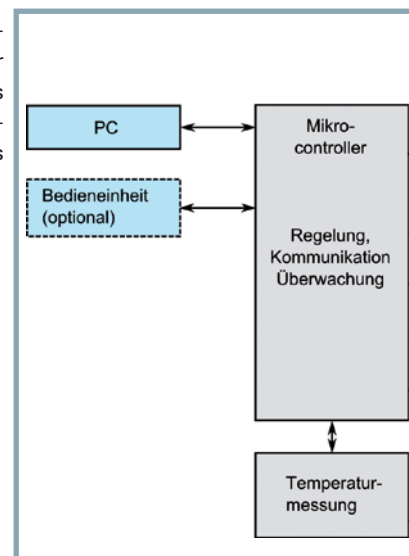 PC
Mikro-
controller
Bedieneinheit
(optional)
Regelung,
Kommunikation
Überwachung
Temperatur-
messung